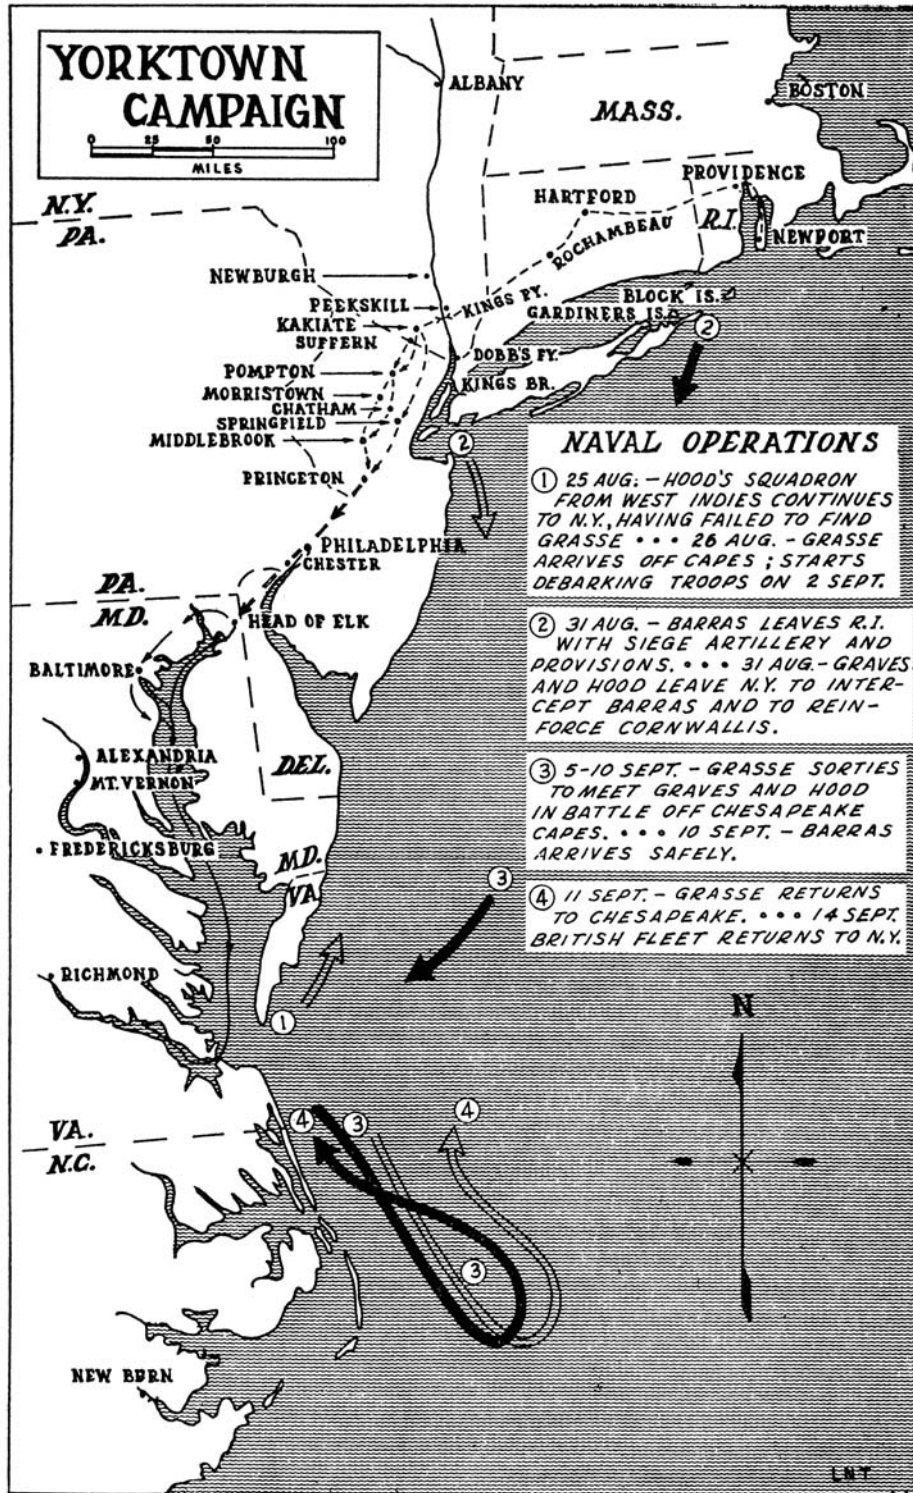 YORKTOWN
CAMPAIGN
0 25 50 100
MILES
ALBANY
BOSTON
MASS.
PROVIDENCE
HARTFORD
R.I.
N.Y.
PA.
ROCHAMBEAU
NEWPORT
NEWBURGH
PEEKSKILL
KINGS FY.
BLOCK IS.
GARDINERS IS.
KAKIATE
SUFFERN
2
DOBB'S FY.
POMPTON
KINGS BR.
MORRISTOWN
CHATHAM
SPRINGFIELD
MIDDLEBROOK
2
PRINCETON
PHILADELPHIA
CHESTER
PA.
M.D.
HEAD OF ELK
BALTIMORE
ALEXANDRIA
MT. VERNON
DEL.
FREDERICKSBURG
M.D.
VA.
3
RICHMOND
1
NAVAL OPERATIONS
1 25 AUG. – HOOD'S SQUADRON
FROM WEST INDIES CONTINUES
TO N.Y., HAVING FAILED TO FIND
GRASSE ••• 26 AUG. – GRASSE
ARRIVES OFF CAPES ; STARTS
DEBARKING TROOPS ON 2 SEPT.
2 31 AUG. – BARRAS LEAVES R.I.
WITH SIEGE ARTILLERY AND
PROVISIONS. ••• 31 AUG. – GRAVES
AND HOOD LEAVE N.Y. TO INTER-
CEPT BARRAS AND TO REIN-
FORCE CORNWALLIS.
3 5-10 SEPT. – GRASSE SORTIES
TO MEET GRAVES AND HOOD
IN BATTLE OFF CHESAPEAKE
CAPES. ••• 10 SEPT. – BARRAS
ARRIVES SAFELY.
4 11 SEPT. – GRASSE RETURNS
TO CHESAPEAKE. ••• 14 SEPT.
BRITISH FLEET RETURNS TO N.Y.
N
4
3
4
VA.
N.C.
3
NEW BERN
LNT